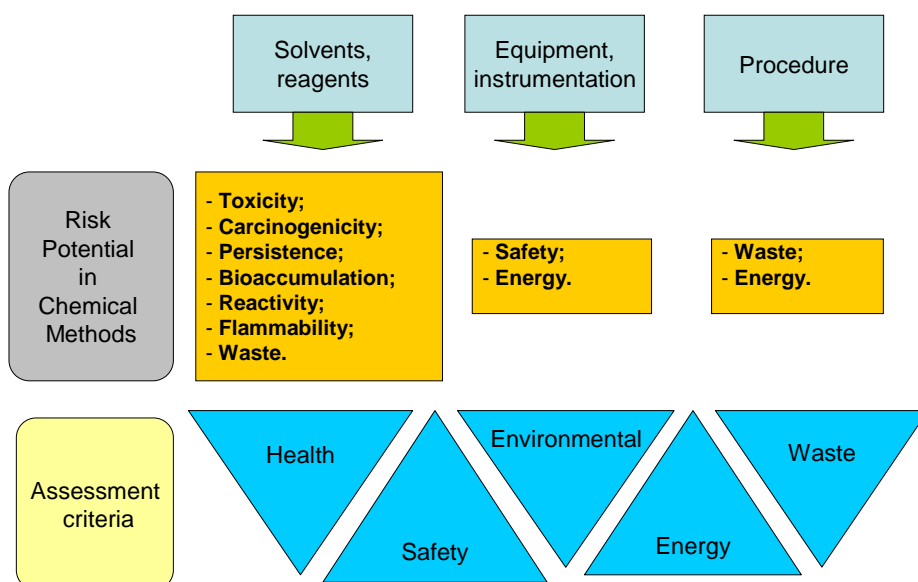 Solvents,
reagents
Equipment,
instrumentation
Procedure
Risk
Potential
in
Chemical
Methods
- Toxicity;
- Carcinogenicity;
- Persistence;
- Bioaccumulation;
- Reactivity;
- Flammability;
- Waste.
- Safety;
- Energy.
- Waste;
- Energy.
Assessment
criteria
Health
Safety
Environmental
Energy
Waste